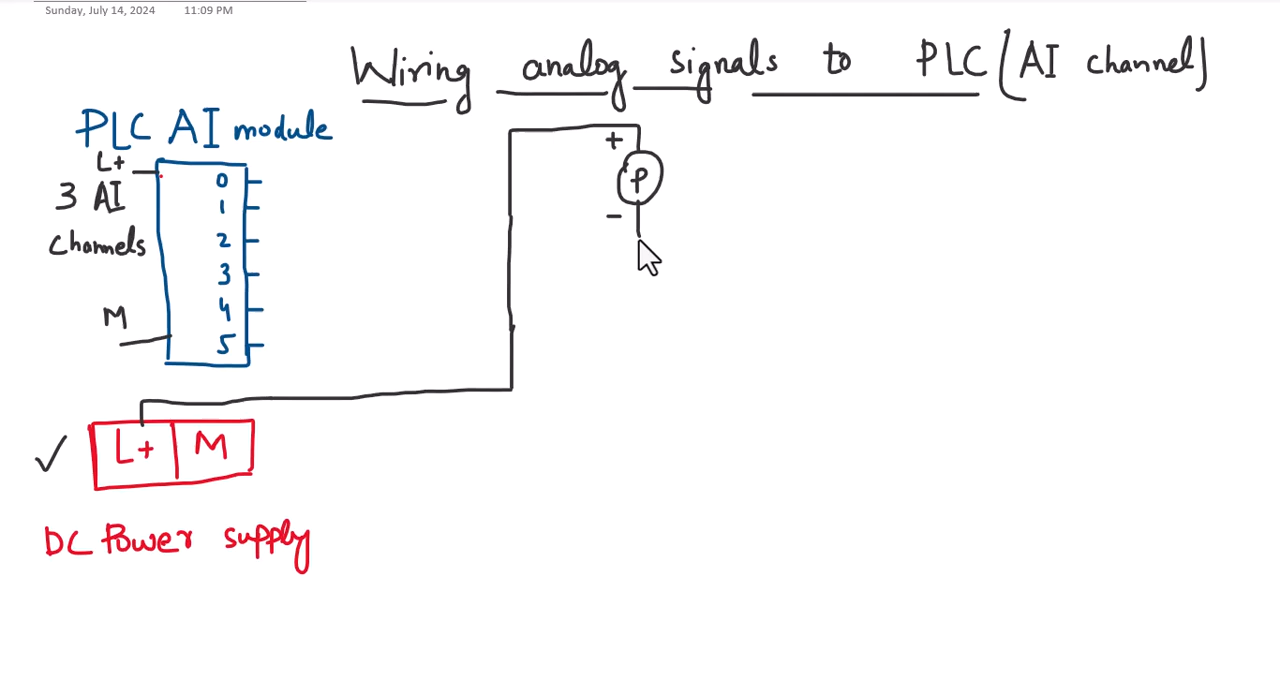 Sunday, July 14, 2024 11:09 PM
Wiring analog signals to PLC (AI channel)
PLC AI module
L+
3 AI
Channels
M
0
1
2
3
4
5
+
P
-
L+ M
DC Power supply